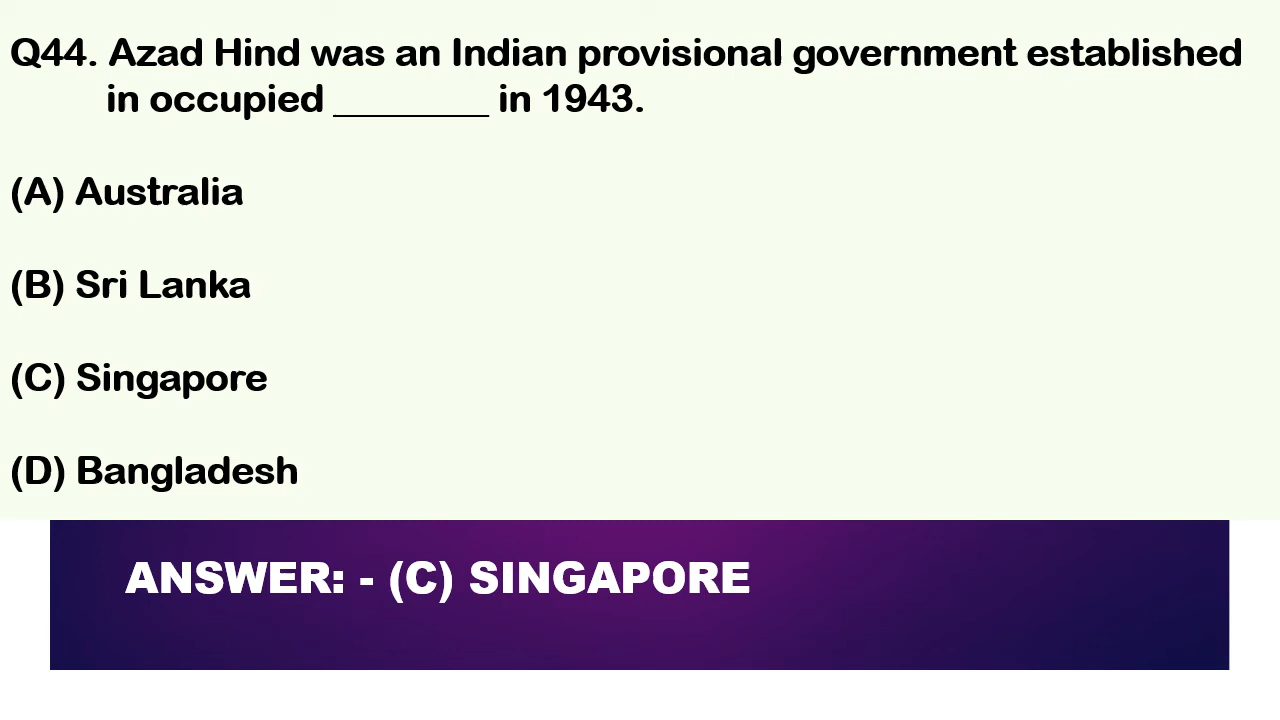 Q44. Azad Hind was an Indian provisional government established
in occupied ________ in 1943.
(A) Australia
(B) Sri Lanka
(C) Singapore
(D) Bangladesh
ANSWER: - (C) SINGAPORE